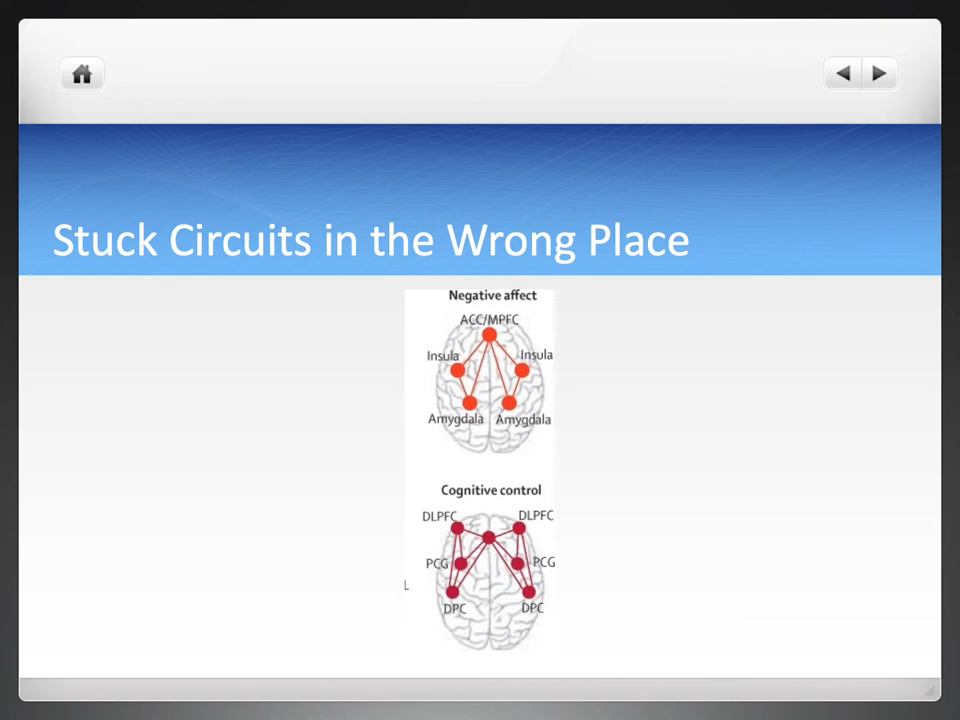 Stuck Circuits in the Wrong Place
Negative affect
ACC/MPFC
Insula Insula
Amygdala Amygdala
Cognitive control
DLPFC DLPFC
PCG PCG
L
DPC DPC